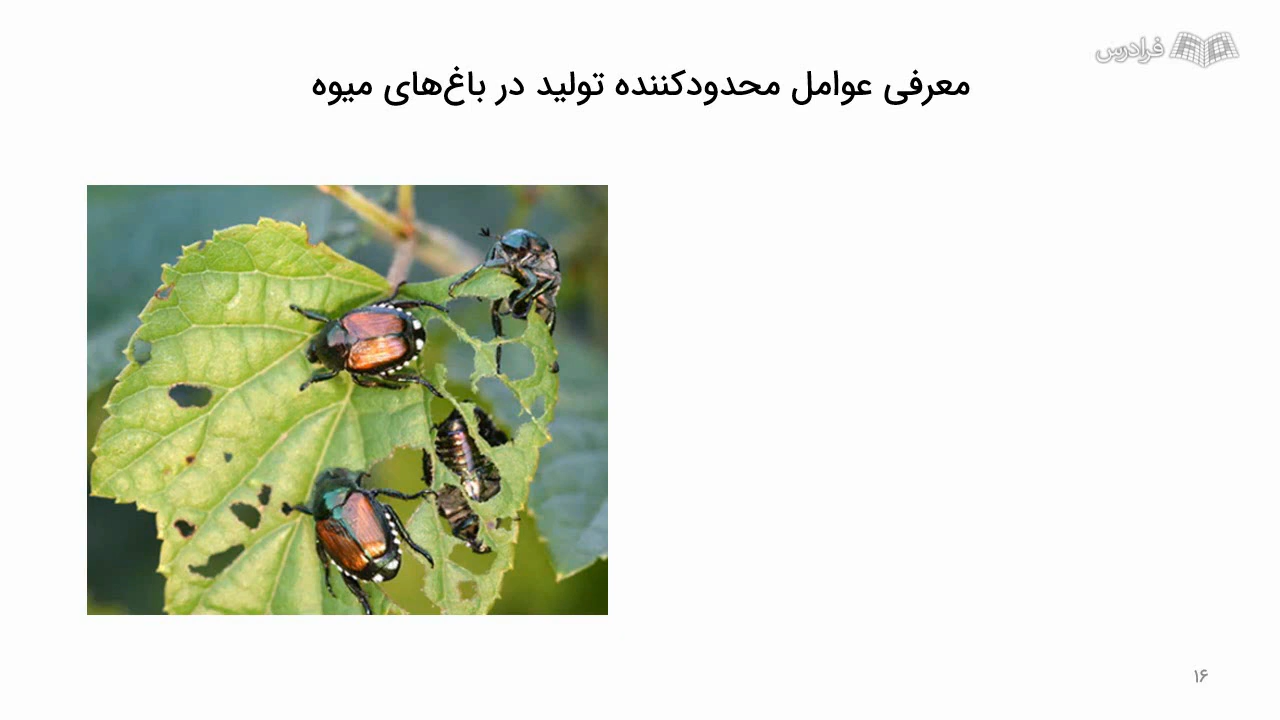 فرادرس
معرفی عوامل محدودکننده تولید در باغ‌های میوه
۱۶